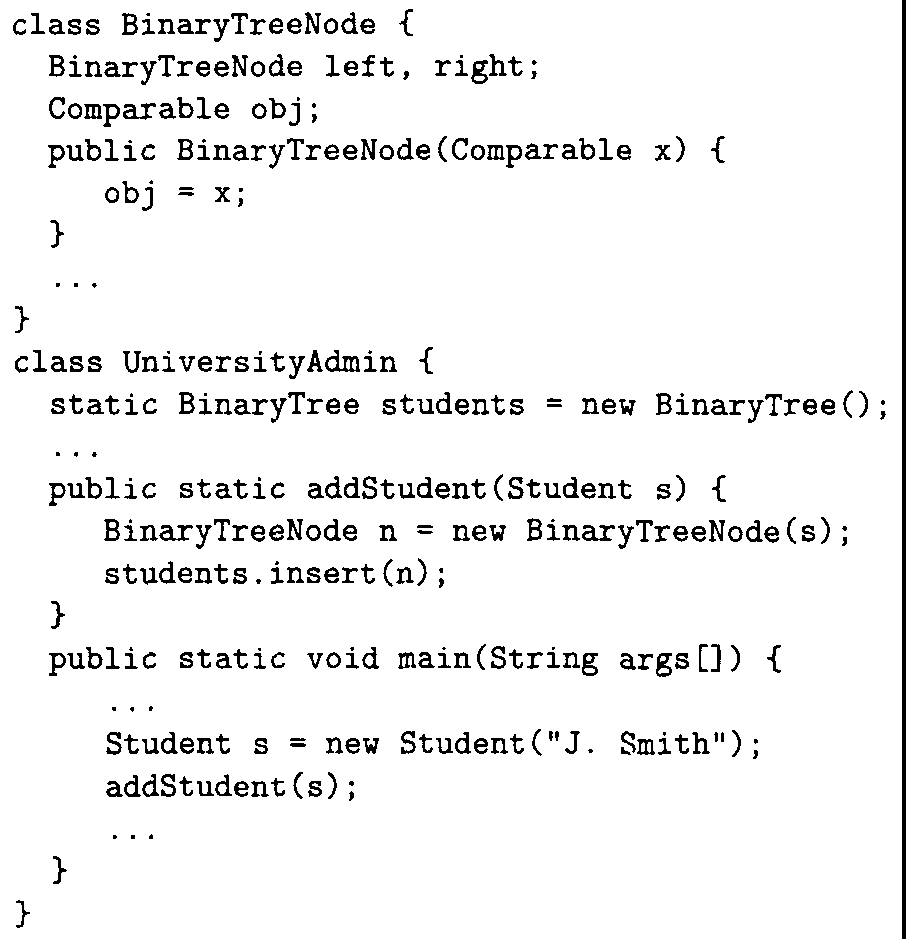 class BinaryTreeNode {
BinaryTreeNode left, right;
Comparable obj;
public BinaryTreeNode(Comparable x) {
obj = x;
}
...
}
class UniversityAdmin {
static BinaryTree students = new BinaryTree();
...
public static addStudent(Student s) {
BinaryTreeNode n = new BinaryTreeNode(s);
students.insert(n);
}
public static void main(String args[]) {
...
Student s = new Student("J. Smith");
addStudent(s);
...
}
}